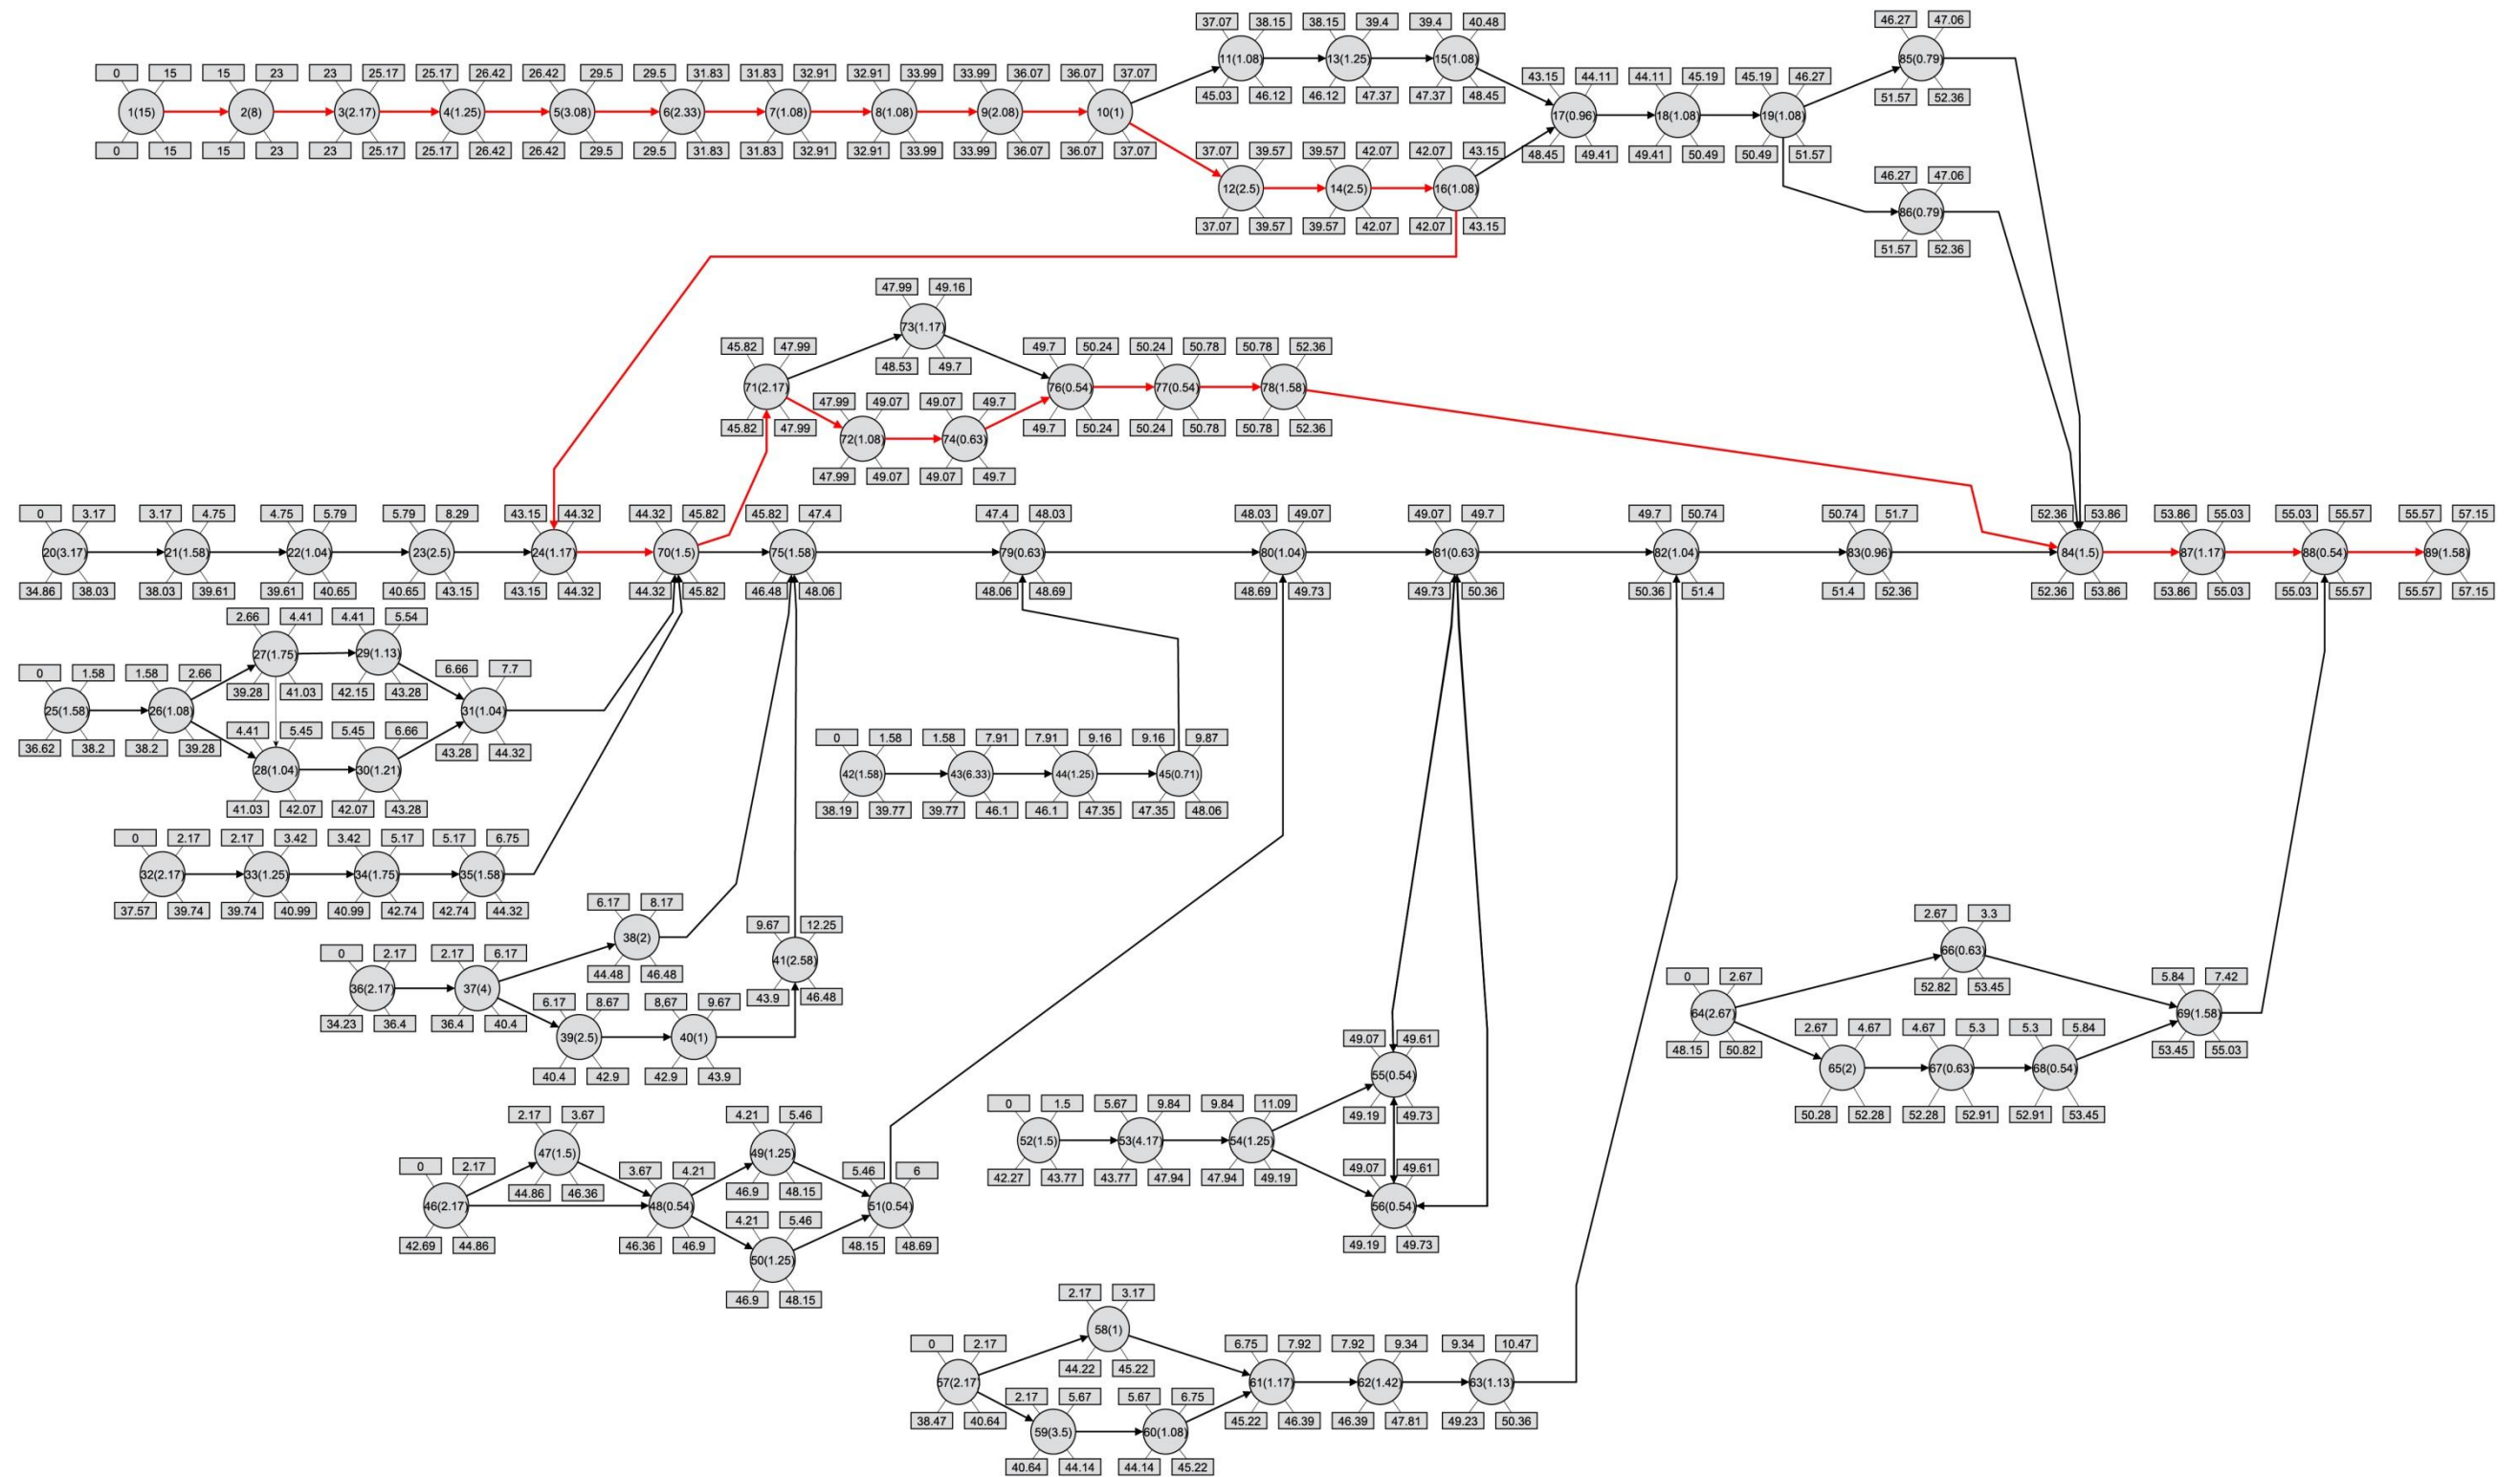 46.27 47.06
37.07 38.15 38.15 39.4 39.4 40.48
85(0.79)
11(1.08) 13(1.25) 15(1.08)
0 15 15 23 23 25.17 25.17 26.42 26.42 29.5 29.5 31.83 31.83 32.91 32.91 33.99 33.99 36.07 36.07 37.07 43.15 44.11 44.11 45.19 45.19 46.27
45.03 46.12 46.12 47.37 47.37 48.45 51.57 52.36
1(15) 2(8) 3(2.17) 4(1.25) 5(3.08) 6(2.33) 7(1.08) 8(1.08) 9(2.08) 10(1) 17(0.96) 18(1.08) 19(1.08)
0 15 15 23 23 25.17 25.17 26.42 26.42 29.5 29.5 31.83 31.83 32.91 32.91 33.99 33.99 36.07 36.07 37.07 37.07 39.57 39.57 42.07 42.07 43.15 48.45 49.41 49.41 50.49 50.49 51.57
46.27 47.06
12(2.5) 14(2.5) 16(1.08)
86(0.79)
37.07 39.57 39.57 42.07 42.07 43.15
51.57 52.36
47.99 49.16
73(1.17)
45.82 47.99 49.7 50.24 50.24 50.78 50.78 52.36
48.53 49.7
71(2.17) 76(0.54) 77(0.54) 78(1.58)
47.99 49.07 49.07 49.7
45.82 47.99 49.7 50.24 50.24 50.78 50.78 52.36
72(1.08) 74(0.63)
47.99 49.07 49.07 49.7
0 3.17 3.17 4.75 4.75 5.79 5.79 8.29 43.15 44.32 44.32 45.82 45.82 47.4 47.4 48.03 48.03 49.07 49.07 49.7 49.7 50.74 50.74 51.7 52.36 53.86 53.86 55.03 55.03 55.57 55.57 57.15
20(3.17) 21(1.58) 22(1.04) 23(2.5) 24(1.17) 70(1.5) 75(1.58) 79(0.63) 80(1.04) 81(0.63) 82(1.04) 83(0.96) 84(1.5) 87(1.17) 88(0.54) 89(1.58)
34.86 38.03 38.03 39.61 39.61 40.65 40.65 43.15 43.15 44.32 44.32 45.82 46.48 48.06 48.06 48.69 48.69 49.73 49.73 50.36 50.36 51.4 51.4 52.36 52.36 53.86 53.86 55.03 55.03 55.57 55.57 57.15
2.66 4.41 4.41 5.54
27(1.75) 29(1.13)
0 1.58 1.58 2.66 6.66 7.7
39.28 41.03 42.15 43.28
25(1.58) 26(1.08) 31(1.04)
4.41 5.45 5.45 6.66
36.62 38.2 38.2 39.28 43.28 44.32
0 1.58 1.58 7.91 7.91 9.16 9.16 9.87
28(1.04) 30(1.21)
42(1.58) 43(6.33) 44(1.25) 45(0.71)
41.03 42.07 42.07 43.28
38.19 39.77 39.77 46.1 46.1 47.35 47.35 48.06
0 2.17 2.17 3.42 3.42 5.17 5.17 6.75
32(2.17) 33(1.25) 34(1.75) 35(1.58)
37.57 39.74 39.74 40.99 40.99 42.74 42.74 44.32
6.17 8.17
2.67 3.3
9.67 12.25
38(2)
66(0.63)
0 2.17 2.17 6.17
41(2.58)
44.48 46.48
0 2.67 5.84 7.42
52.82 53.45
36(2.17) 37(4)
43.9 46.48
6.17 8.67 8.67 9.67
64(2.67) 69(1.58)
34.23 36.4 36.4 40.4
2.67 4.67 4.67 5.3 5.3 5.84
39(2.5) 40(1)
49.07 49.61
48.15 50.82 53.45 55.03
65(2) 67(0.63) 68(0.54)
40.4 42.9 42.9 43.9
55(0.54)
0 1.5 5.67 9.84 9.84 11.09
2.17 3.67 4.21 5.46
49.19 49.73
50.28 52.28 52.28 52.91 52.91 53.45
52(1.5) 53(4.17) 54(1.25)
47(1.5) 49(1.25)
0 2.17 3.67 4.21 5.46 6
49.07 49.61
42.27 43.77 43.77 47.94 47.94 49.19
44.86 46.36 46.9 48.15
46(2.17) 48(0.54) 51(0.54) 56(0.54)
4.21 5.46
42.69 44.86 46.36 46.9 48.15 48.69 49.19 49.73
50(1.25)
46.9 48.15
2.17 3.17
58(1)
0 2.17 6.75 7.92 7.92 9.34 9.34 10.47
44.22 45.22
57(2.17 61(1.17) 62(1.42) 63(1.13)
2.17 5.67 5.67 6.75
38.47 40.64 45.22 46.39 46.39 47.81 49.23 50.36
59(3.5) 60(1.08)
40.64 44.14 44.14 45.22